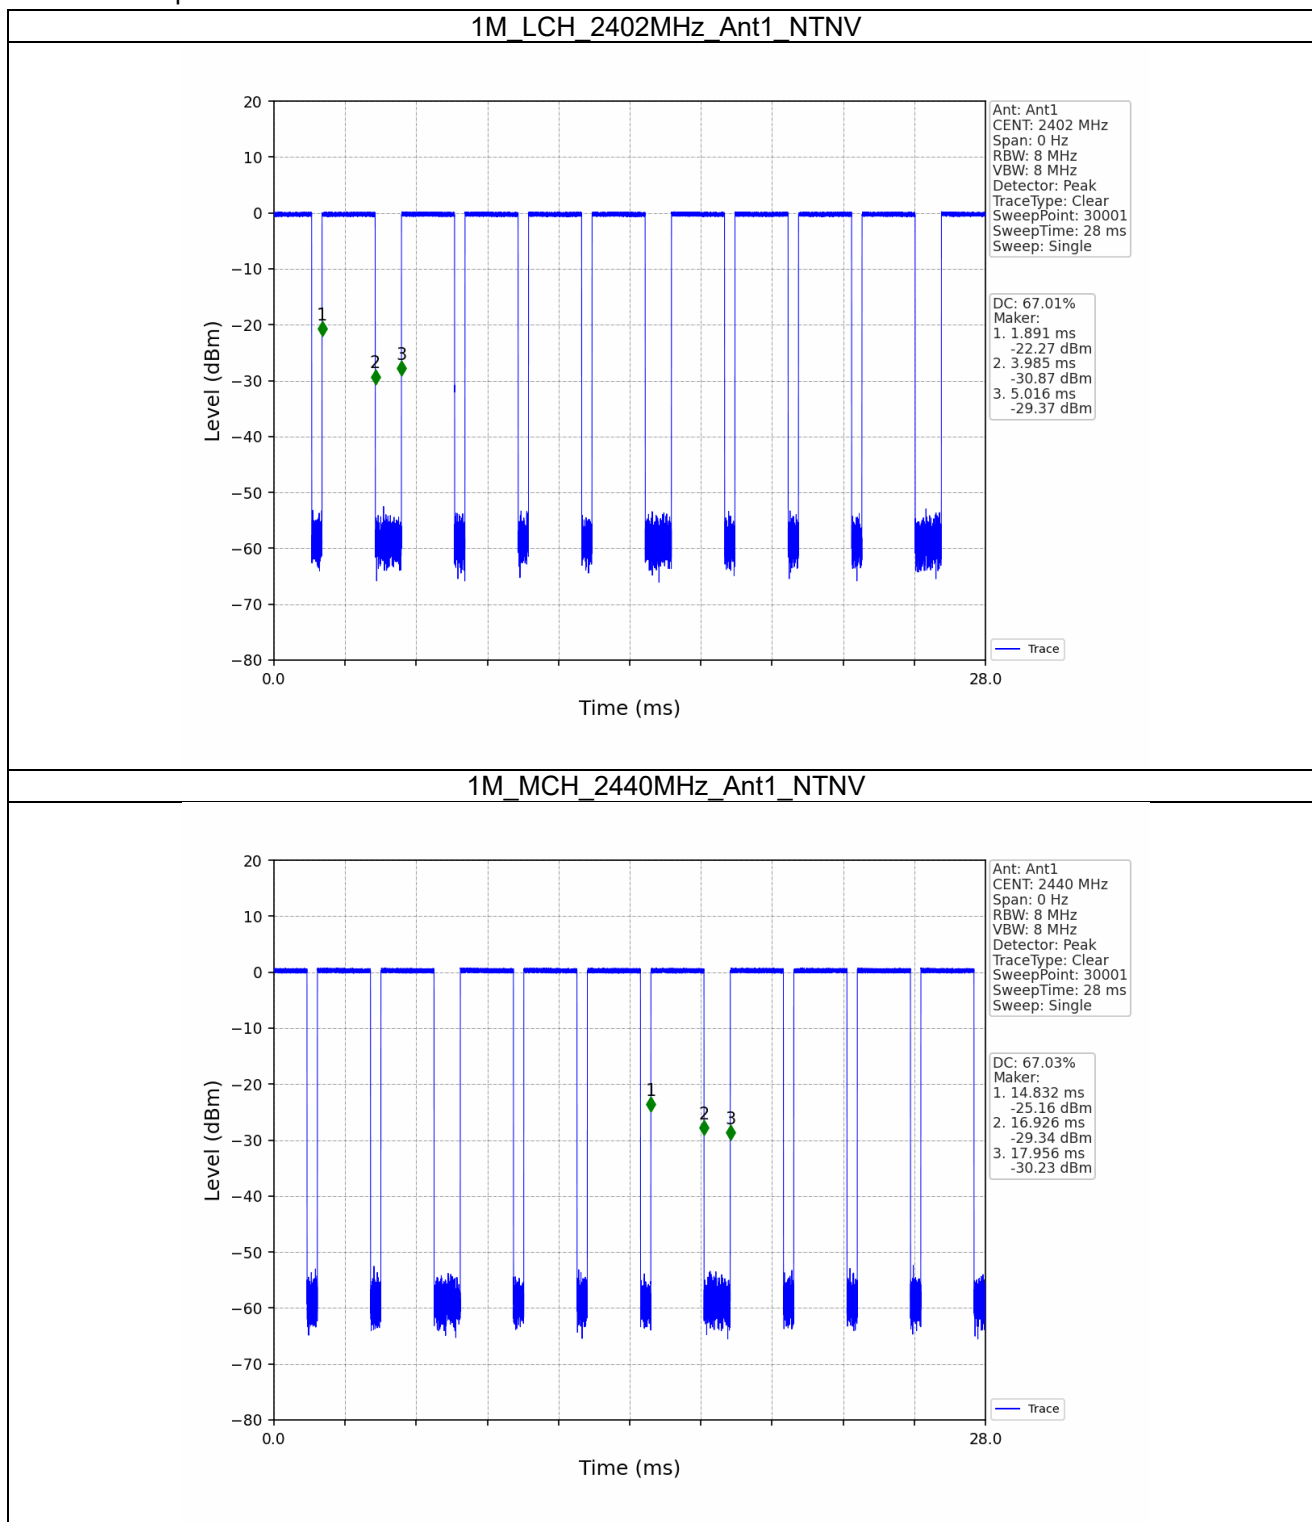 1M_LCH_2402MHz_Ant1_NTNV
20
10
0
−10
−20
−30
−40
−50
−60
−70
−80
Level (dBm)
1
2
3
0.0
28.0
Time (ms)
Ant: Ant1
CENT: 2402 MHz
Span: 0 Hz
RBW: 8 MHz
VBW: 8 MHz
Detector: Peak
TraceType: Clear
SweepPoint: 30001
SweepTime: 28 ms
Sweep: Single
DC: 67.01%
Maker:
1. 1.891 ms
-22.27 dBm
2. 3.985 ms
-30.87 dBm
3. 5.016 ms
-29.37 dBm
Trace
1M_MCH_2440MHz_Ant1_NTNV
20
10
0
−10
−20
−30
−40
−50
−60
−70
−80
Level (dBm)
1
2
3
0.0
28.0
Time (ms)
Ant: Ant1
CENT: 2440 MHz
Span: 0 Hz
RBW: 8 MHz
VBW: 8 MHz
Detector: Peak
TraceType: Clear
SweepPoint: 30001
SweepTime: 28 ms
Sweep: Single
DC: 67.03%
Maker:
1. 14.832 ms
-25.16 dBm
2. 16.926 ms
-29.34 dBm
3. 17.956 ms
-30.23 dBm
Trace